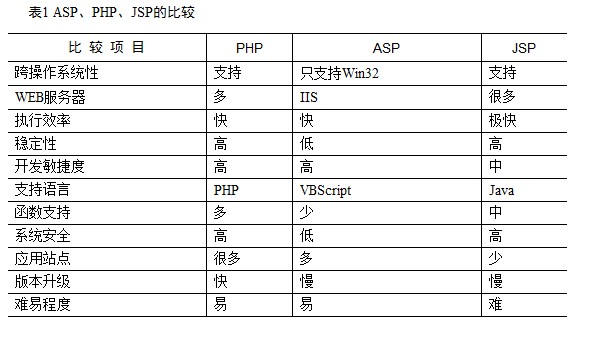 表1 ASP、PHP、JSP的比较
比 较 项 目 PHP ASP JSP
跨操作系统性 支持 只支持Win32 支持
WEB服务器 多 IIS 很多
执行效率 快 快 极快
稳定性 高 低 高
开发敏捷度 高 高 中
支持语言 PHP VBScript Java
函数支持 多 少 中
系统安全 高 低 高
应用站点 很多 多 少
版本升级 快 慢 慢
难易程度 易 易 难